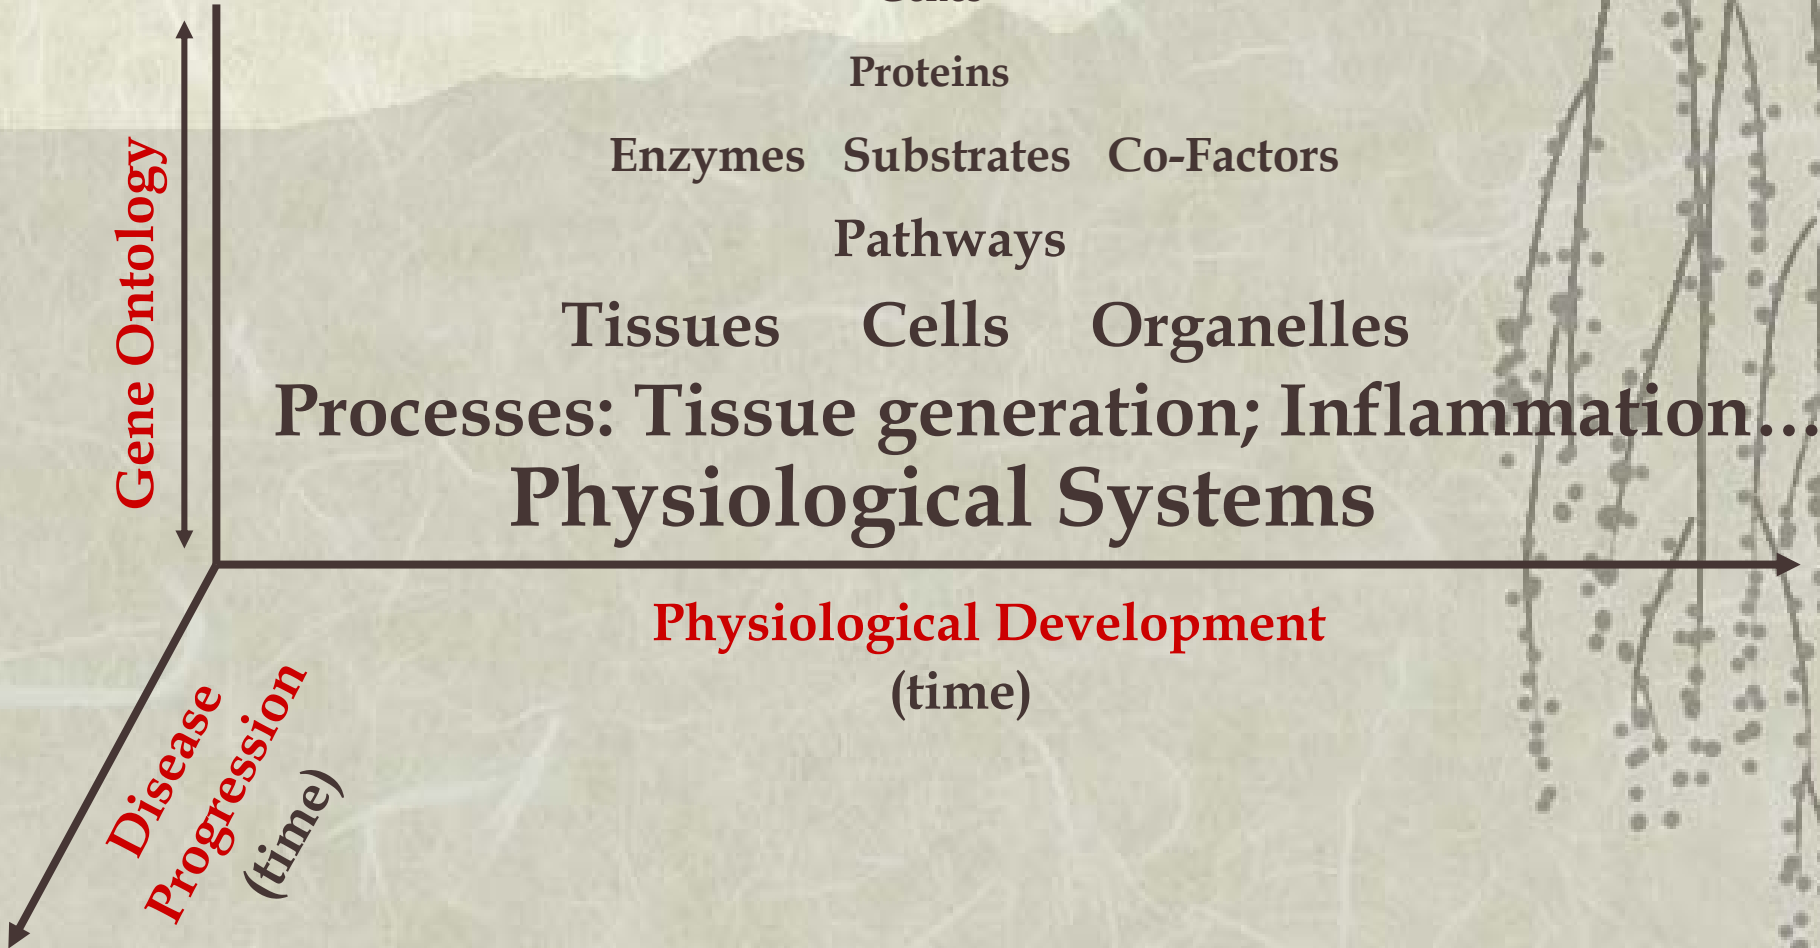 Proteins
Enzymes Substrates Co-Factors
Pathways
Tissues Cells Organelles
Processes: Tissue generation; Inflammation...
Physiological Systems
Gene Ontology
Physiological Development
(time)
Disease
Progression
(time)